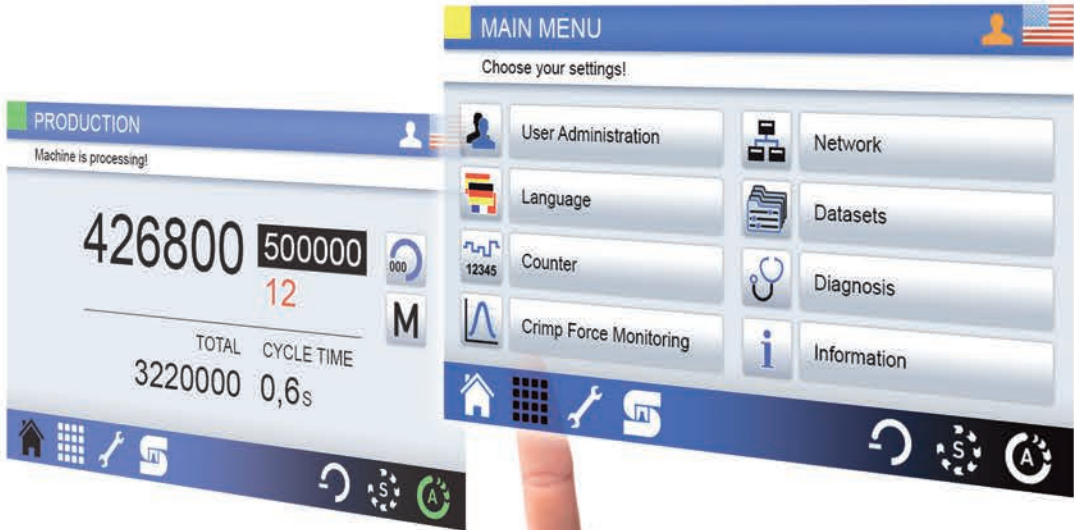 PRODUCTION
Machine is processing!
426800 500000
12
TOTAL CYCLE TIME
3220000 0,6s
000
M
S
A
MAIN MENU
Choose your settings!
User Administration
Network
Language
Datasets
12345
Counter
Diagnosis
Crimp Force Monitoring
i
Information
S
A